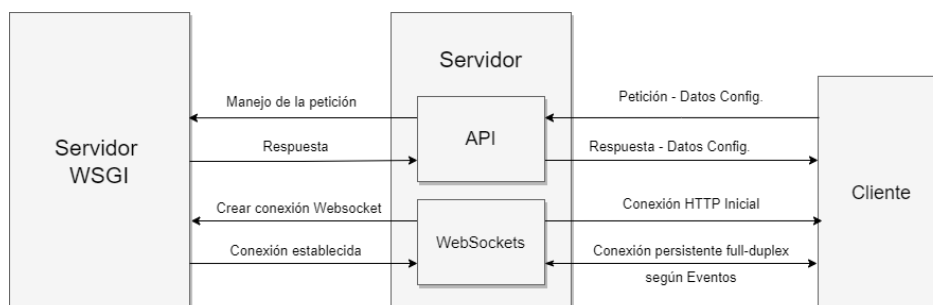 Servidor
WSGI
Manejo de la petición
Respuesta
Crear conexión Websocket
Conexión establecida
Servidor
API
WebSockets
Petición - Datos Config.
Respuesta - Datos Config.
Conexión HTTP Inicial
Conexión persistente full-duplex
según Eventos
Cliente